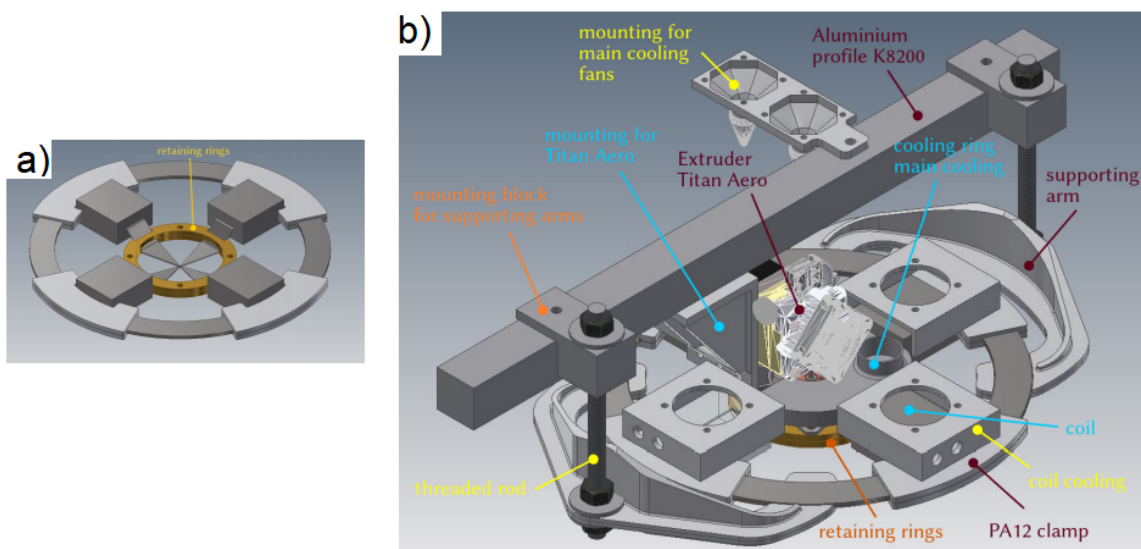 a)
retaining rings
b)
mounting for
main cooling
fans
Aluminium
profile K8200
mounting for
Titan Aero
Extruder
Titan Aero
cooling ring
main cooling
mounting block
for supporting arms
supporting
arm
coil
threaded rod
coil cooling
retaining rings
PA12 clamp